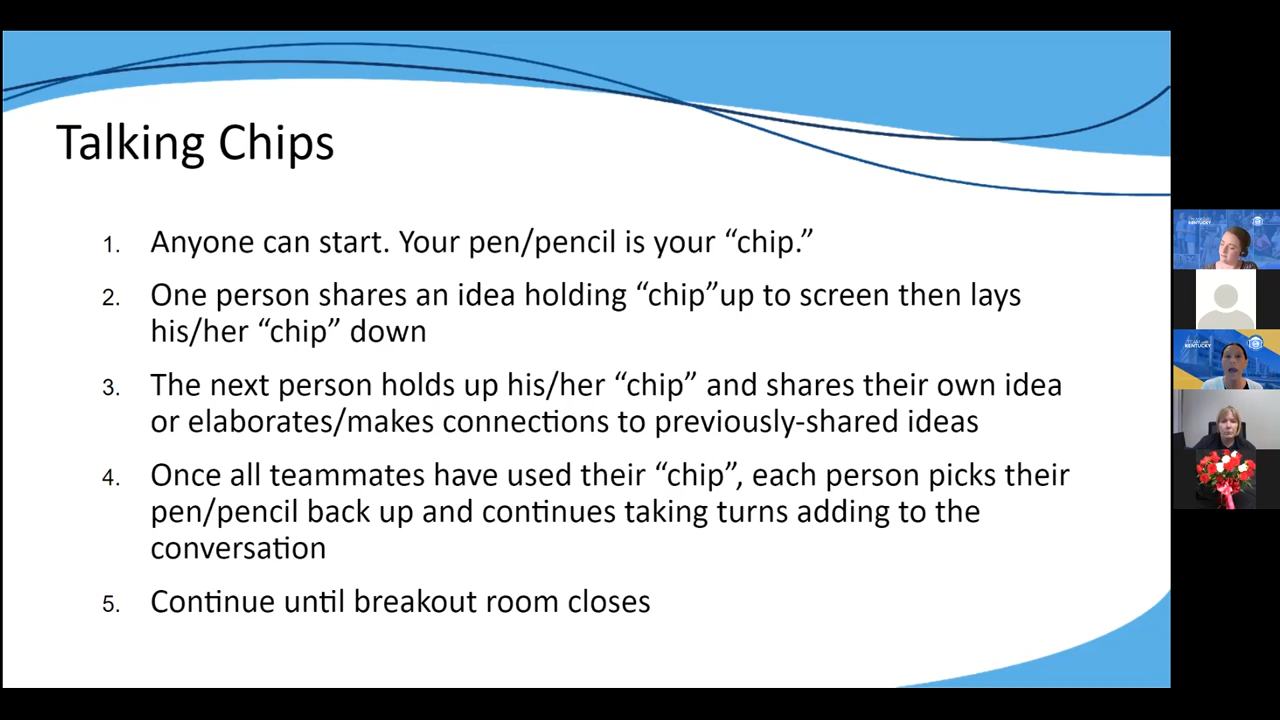 Talking Chips
1. Anyone can start. Your pen/pencil is your “chip.”
2. One person shares an idea holding “chip”up to screen then lays
his/her “chip” down
3. The next person holds up his/her “chip” and shares their own idea
or elaborates/makes connections to previously-shared ideas
4. Once all teammates have used their “chip”, each person picks their
pen/pencil back up and continues taking turns adding to the
conversation
5. Continue until breakout room closes
KENTUCKY
KENTUCKY